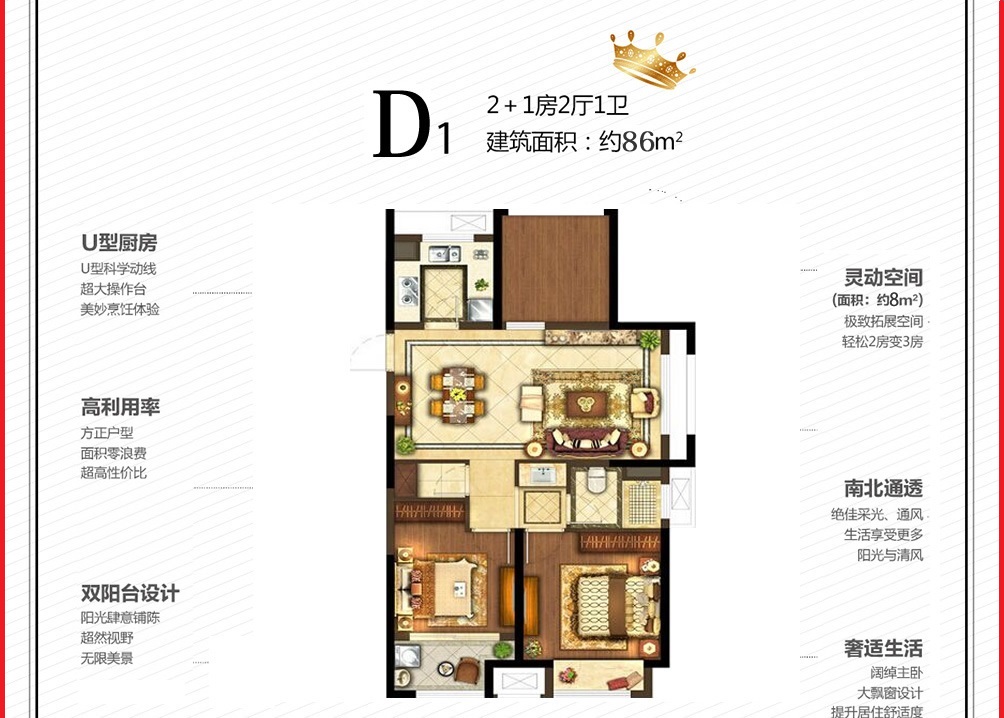 D1
2+1房2厅1卫
建筑面积：约86m²
U型厨房
U型科学动线
超大操作台
美妙烹饪体验
高利用率
方正户型
面积零浪费
超高性价比
双阳台设计
阳光肆意铺陈
超然视野
无限美景
灵动空间
(面积：约8m²)
极致拓展空间
轻松2房变3房
南北通透
绝佳采光、通风
生活享受更多
阳光与清风
奢适生活
阔绰主卧
大飘窗设计
提升居住舒适度